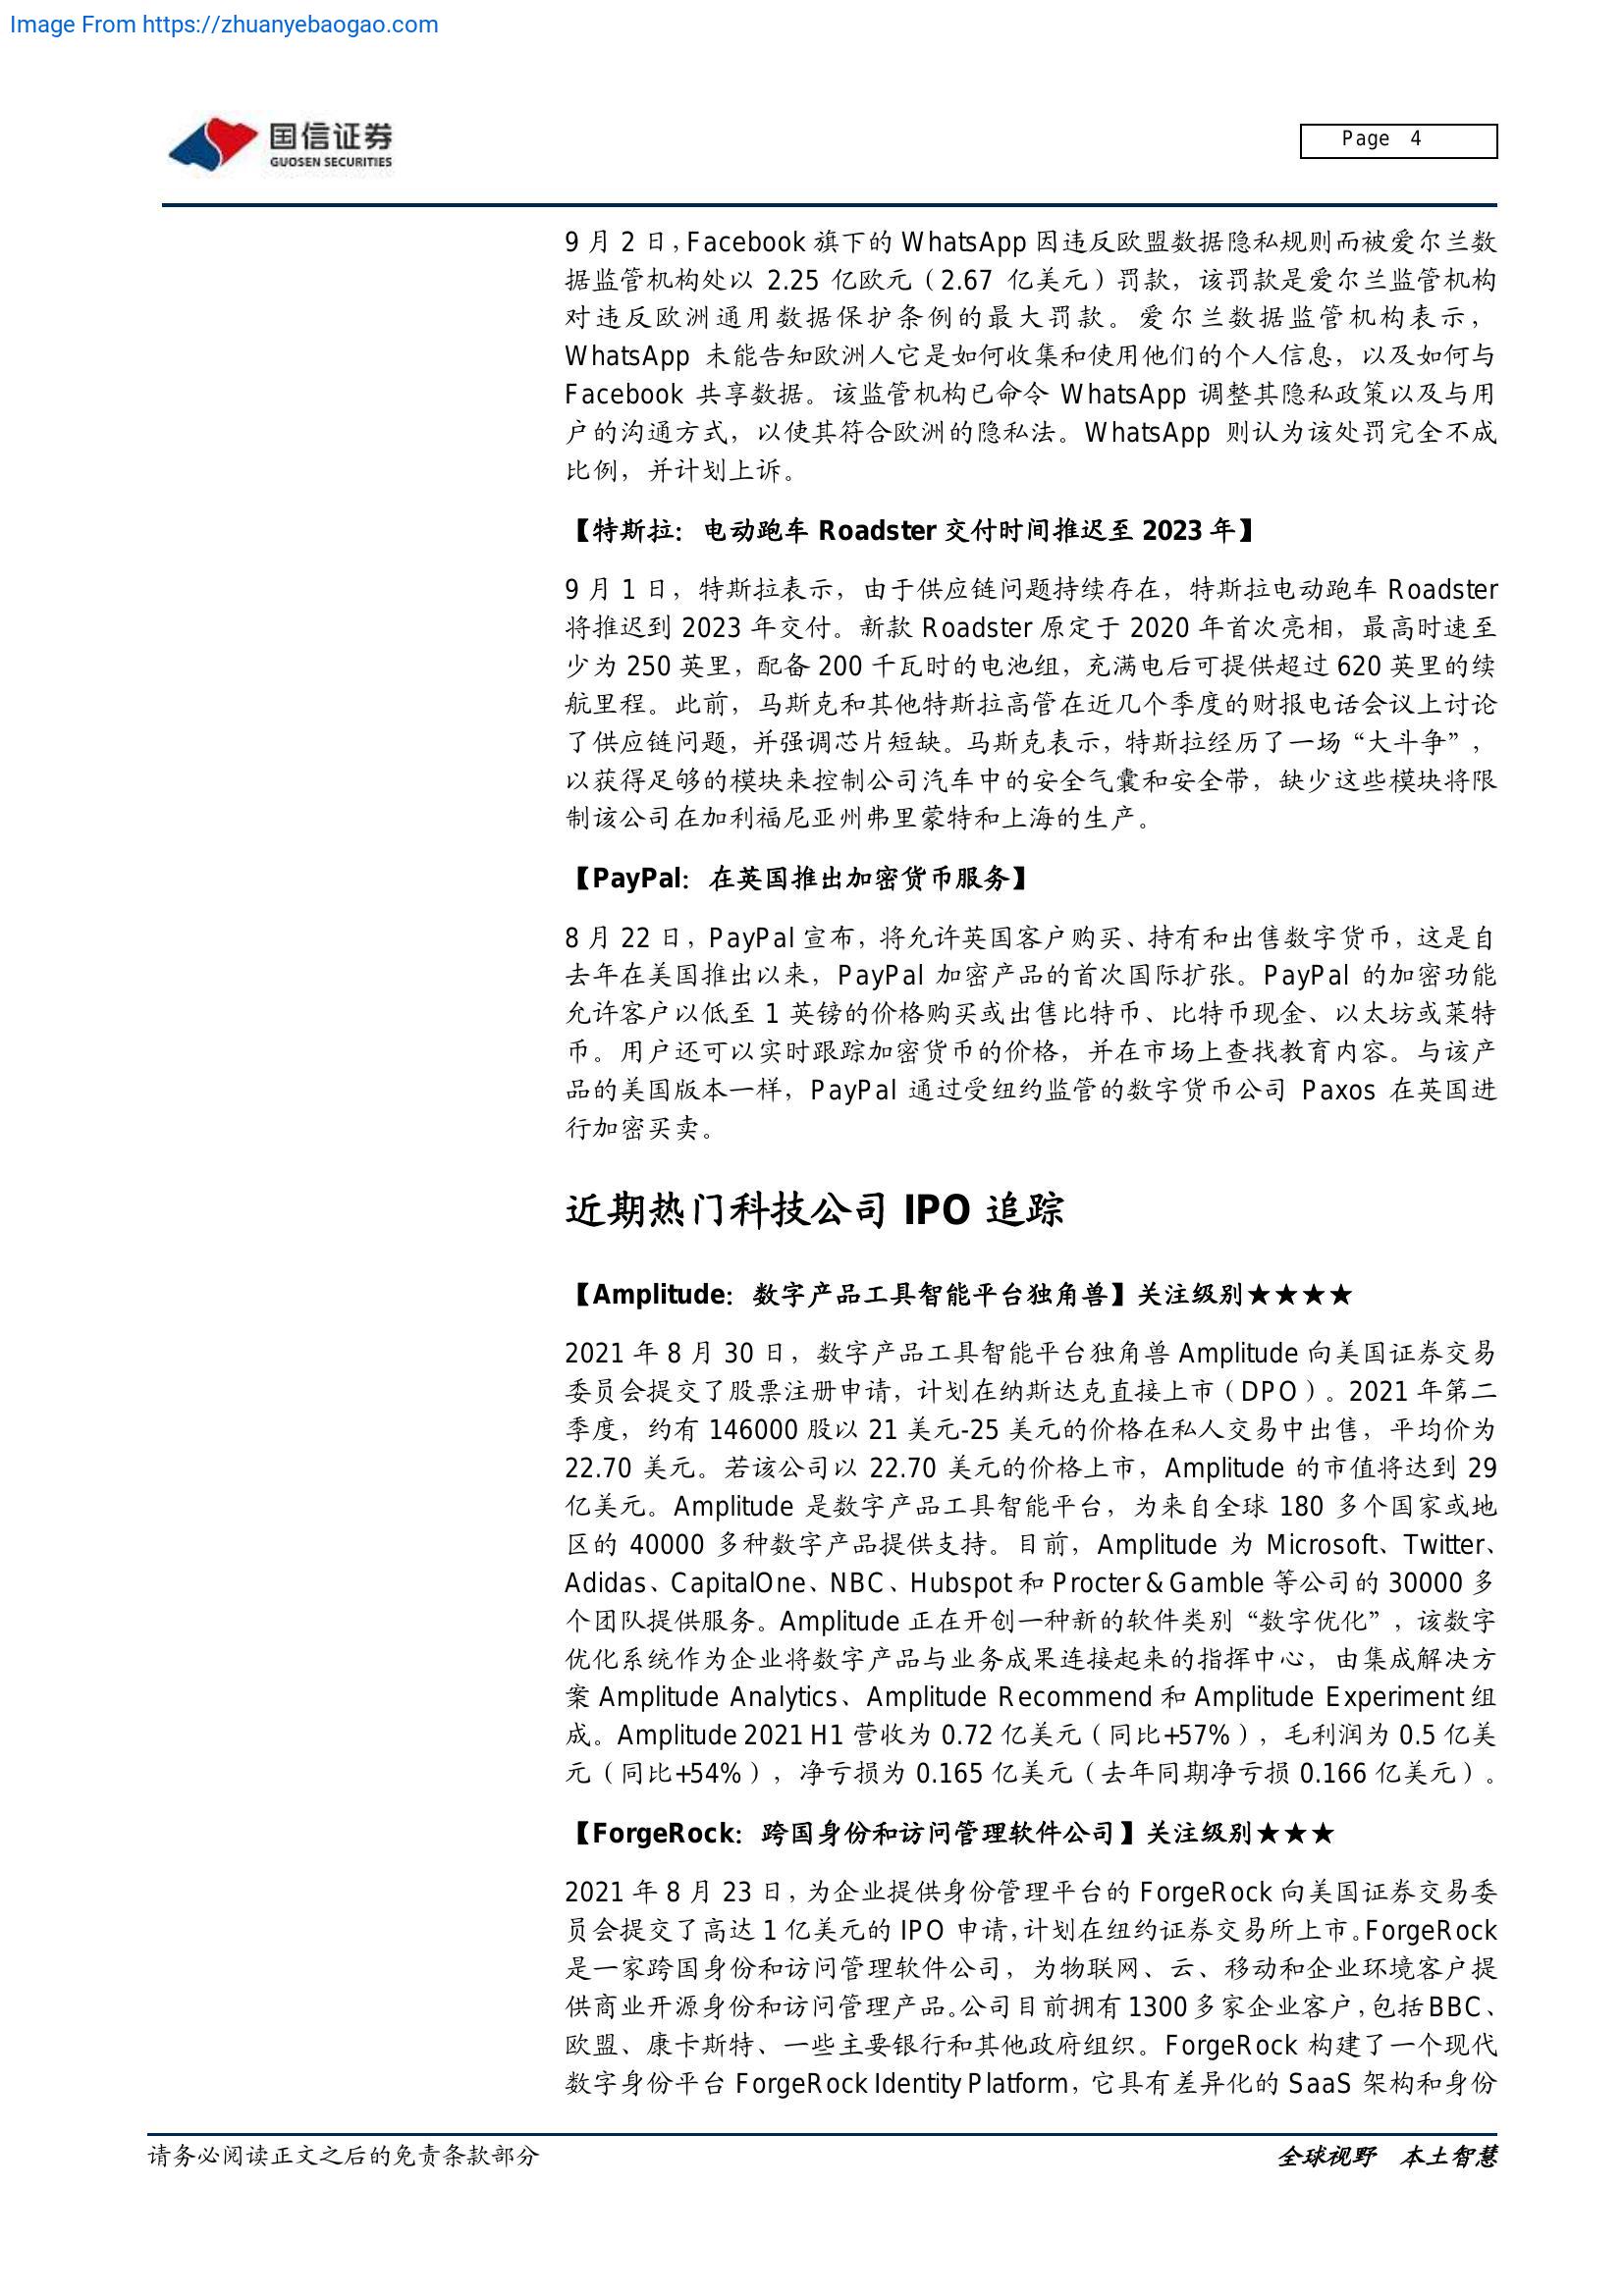 Image From https://zhuanyebaogao.com
国信证券
GUOSEN SECURITIES
Page 4
9 月 2 日，Facebook 旗下的 WhatsApp 因违反欧盟数据隐私规则而被爱尔兰数
据监管机构处以 2.25 亿欧元（2.67 亿美元）罚款，该罚款是爱尔兰监管机构
对违反欧洲通用数据保护条例的最大罚款。爱尔兰数据监管机构表示，
WhatsApp 未能告知欧洲人它是如何收集和使用他们的个人信息，以及如何与
Facebook 共享数据。该监管机构已命令 WhatsApp 调整其隐私政策以及与用
户的沟通方式，以使其符合欧洲的隐私法。WhatsApp 则认为该处罚完全不成
比例，并计划上诉。
【特斯拉：电动跑车 Roadster 交付时间推迟至 2023 年】
9 月 1 日，特斯拉表示，由于供应链问题持续存在，特斯拉电动跑车 Roadster
将推迟到 2023 年交付。新款 Roadster 原定于 2020 年首次亮相，最高时速至
少为 250 英里，配备 200 千瓦时的电池组，充满电后可提供超过 620 英里的续
航里程。此前，马斯克和其他特斯拉高管在近几个季度的财报电话会议上讨论
了供应链问题，并强调芯片短缺。马斯克表示，特斯拉经历了一场“大斗争”，
以获得足够的模块来控制公司汽车中的安全气囊和安全带，缺少这些模块将限
制该公司在加利福尼亚州弗里蒙特和上海的生产。
【PayPal：在英国推出加密货币服务】
8 月 22 日，PayPal 宣布，将允许英国客户购买、持有和出售数字货币，这是自
去年在美国推出以来，PayPal 加密产品的首次国际扩张。PayPal 的加密功能
允许客户以低至 1 英镑的价格购买或出售比特币、比特币现金、以太坊或莱特
币。用户还可以实时跟踪加密货币的价格，并在市场上查找教育内容。与该产
品的美国版本一样，PayPal 通过受纽约监管的数字货币公司 Paxos 在英国进
行加密买卖。
近期热门科技公司 IPO 追踪
【Amplitude：数字产品工具智能平台独角兽】关注级别★★★★
2021 年 8 月 30 日，数字产品工具智能平台独角兽 Amplitude 向美国证券交易
委员会提交了股票注册申请，计划在纳斯达克直接上市（DPO）。2021 年第二
季度，约有 146000 股以 21 美元-25 美元的价格在私人交易中出售，平均价为
22.70 美元。若该公司以 22.70 美元的价格上市，Amplitude 的市值将达到 29
亿美元。Amplitude 是数字产品工具智能平台，为来自全球 180 多个国家或地
区的 40000 多种数字产品提供支持。目前，Amplitude 为 Microsoft、Twitter、
Adidas、CapitalOne、NBC、Hubspot 和 Procter & Gamble 等公司的 30000 多
个团队提供服务。Amplitude 正在开创一种新的软件类别“数字优化”，该数字
优化系统作为企业将数字产品与业务成果连接起来的指挥中心，由集成解决方
案 Amplitude Analytics、Amplitude Recommend 和 Amplitude Experiment 组
成。Amplitude 2021 H1 营收为 0.72 亿美元（同比+57%），毛利润为 0.5 亿美
元（同比+54%），净亏损为 0.165 亿美元（去年同期净亏损 0.166 亿美元）。
【ForgeRock：跨国身份和访问管理软件公司】关注级别★★★
2021 年 8 月 23 日，为企业提供身份管理平台的 ForgeRock 向美国证券交易委
员会提交了高达 1 亿美元的 IPO 申请，计划在纽约证券交易所上市。ForgeRock
是一家跨国身份和访问管理软件公司，为物联网、云、移动和企业环境客户提
供商业开源身份和访问管理产品。公司目前拥有 1300 多家企业客户，包括 BBC、
欧盟、康卡斯特、一些主要银行和其他政府组织。ForgeRock 构建了一个现代
数字身份平台 ForgeRock Identity Platform，它具有差异化的 SaaS 架构和身份
请务必阅读正文之后的免责条款部分
全球视野 本土智慧